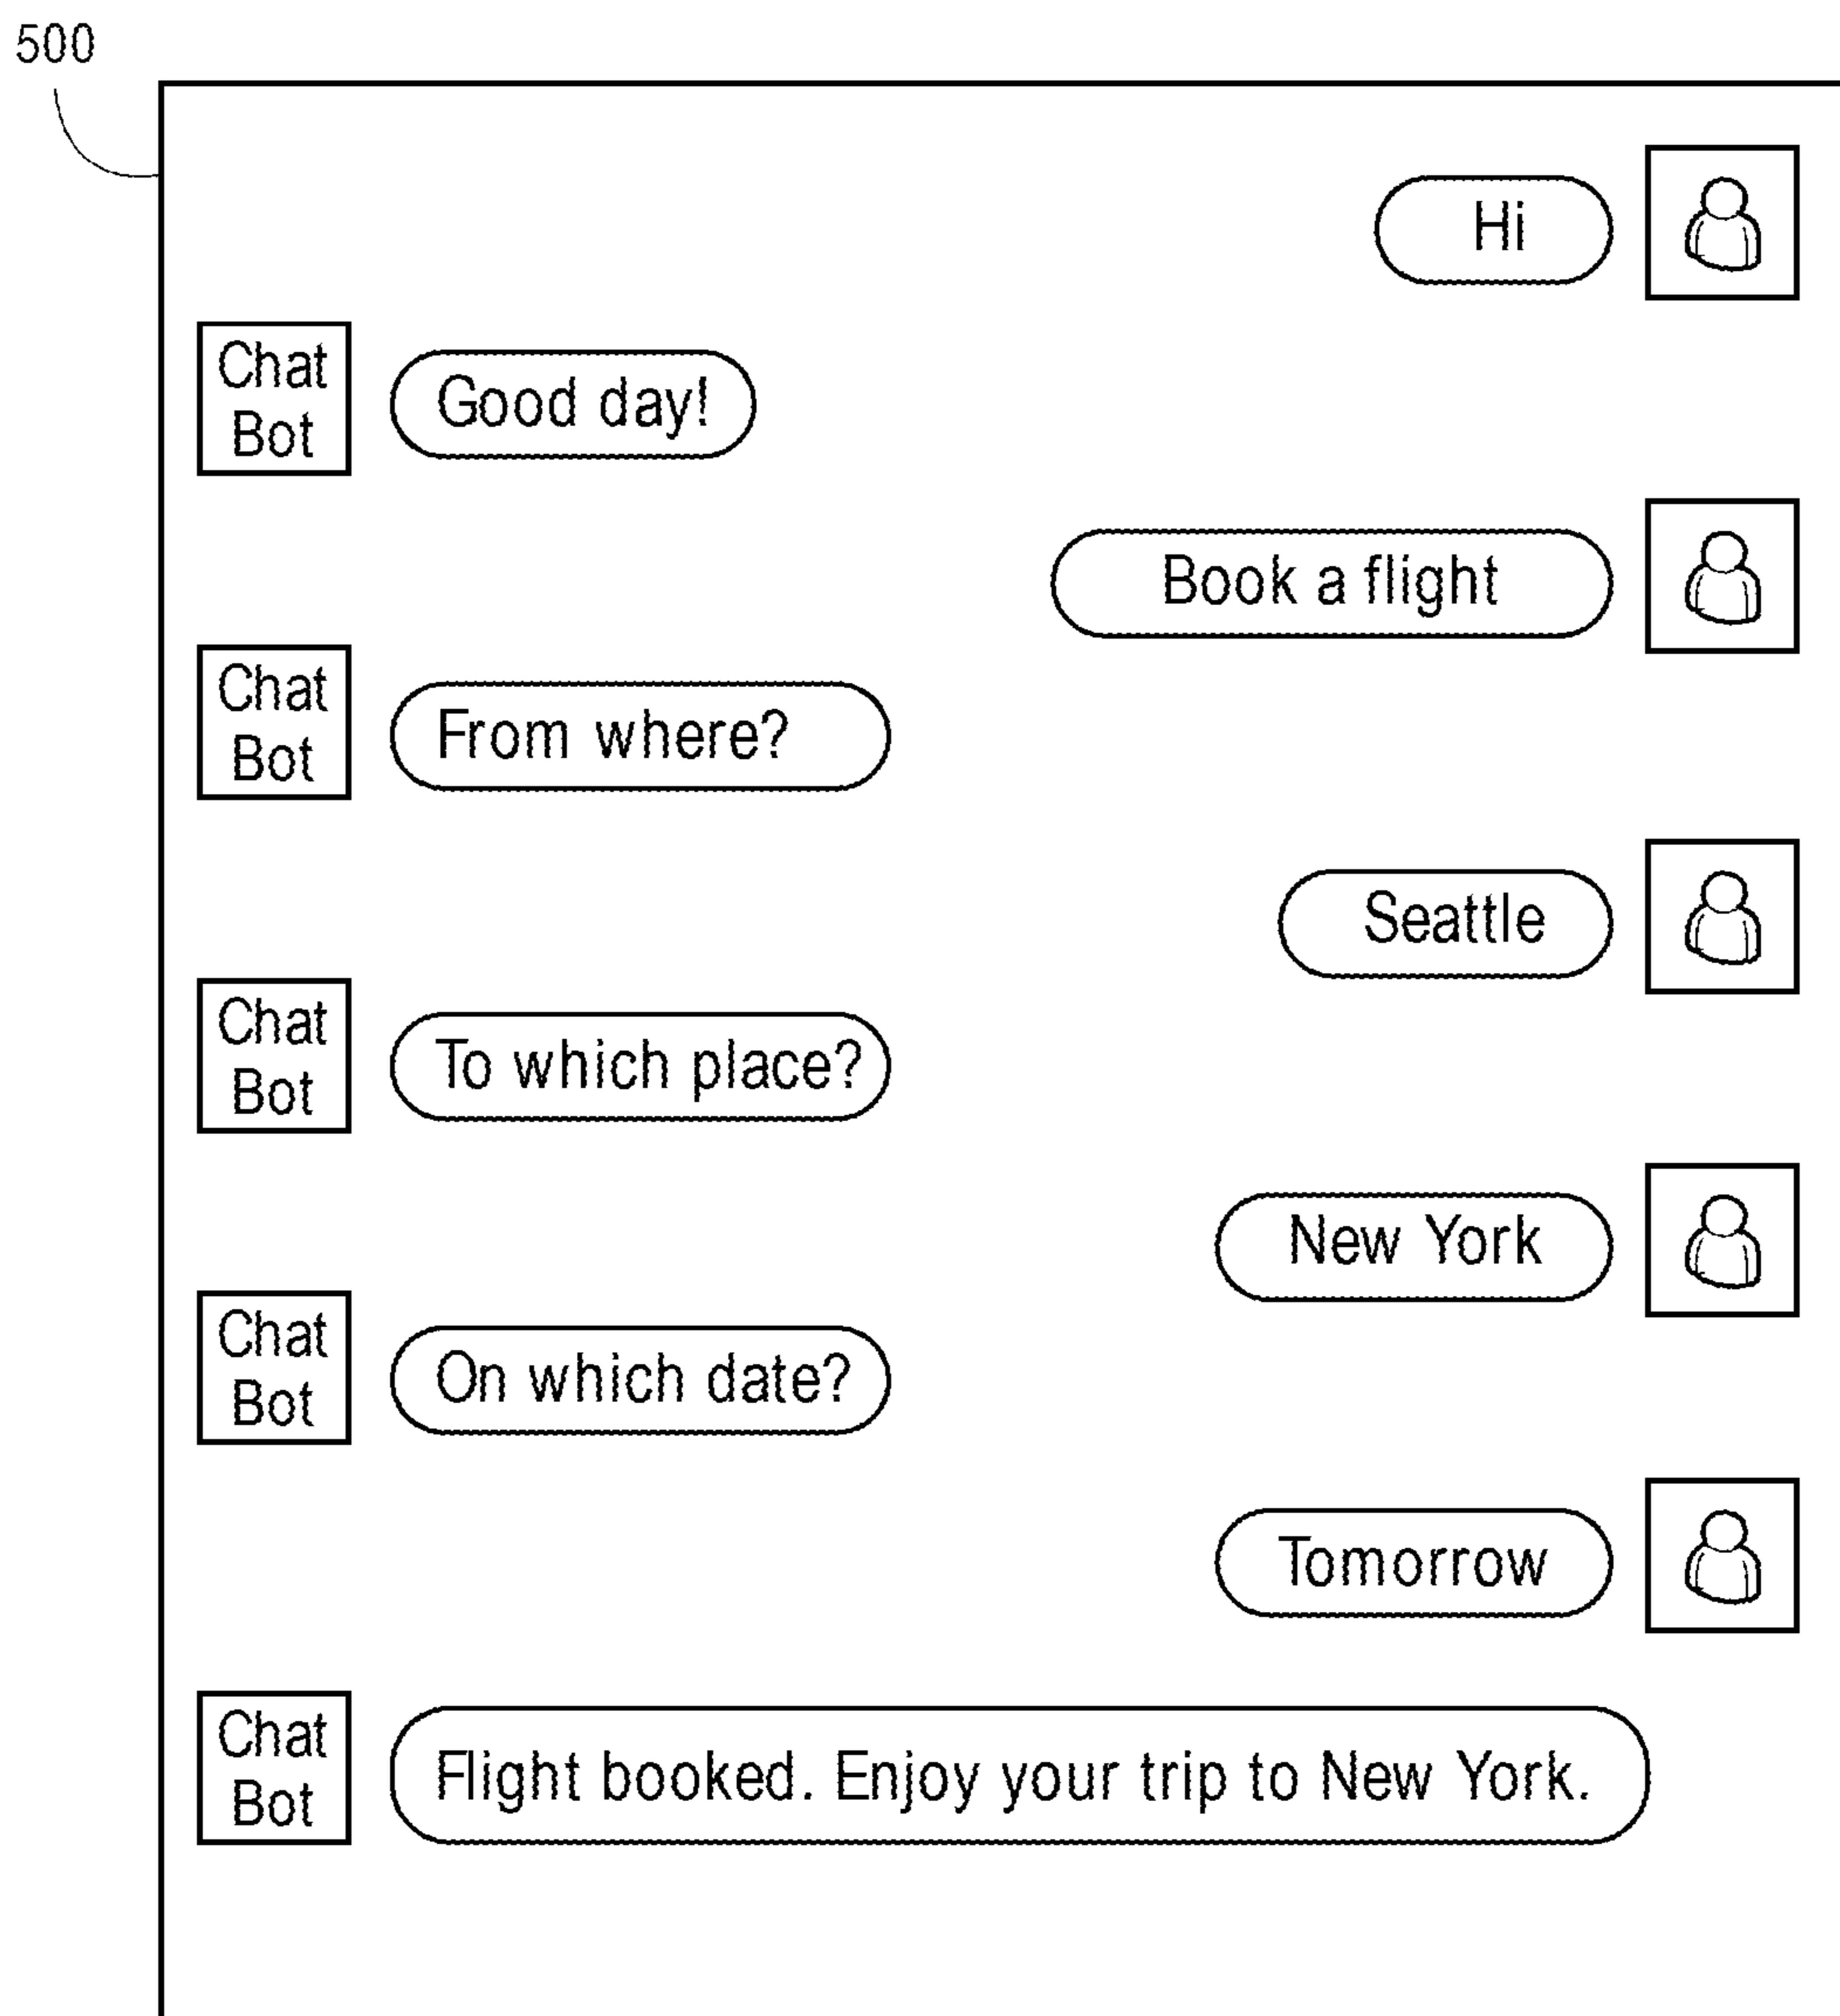 500
Hi
Chat
Bot
Good day!
Book a flight
Chat
Bot
From where?
Seattle
Chat
Bot
To which place?
New York
Chat
Bot
On which date?
Tomorrow
Chat
Bot
Flight booked. Enjoy your trip to New York.